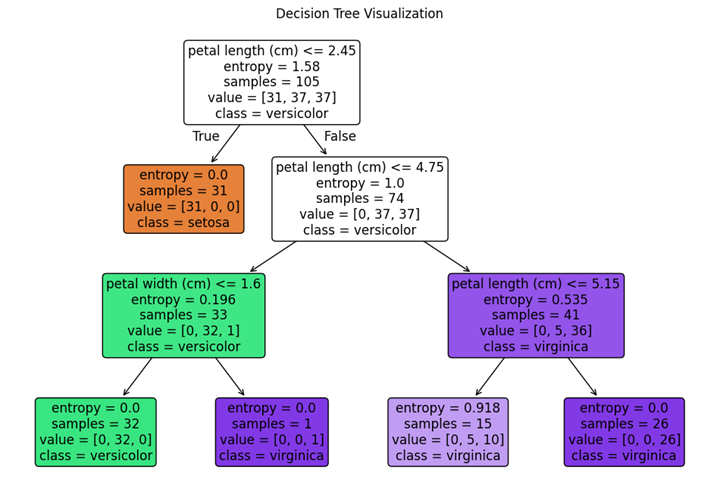 Decision Tree Visualization
petal length (cm) <= 2.45
entropy = 1.58
samples = 105
value = [31, 37, 37]
class = versicolor
True
False
entropy = 0.0
samples = 31
value = [31, 0, 0]
class = setosa
petal length (cm) <= 4.75
entropy = 1.0
samples = 74
value = [0, 37, 37]
class = versicolor
petal width (cm) <= 1.6
entropy = 0.196
samples = 33
value = [0, 32, 1]
class = versicolor
petal length (cm) <= 5.15
entropy = 0.535
samples = 41
value = [0, 5, 36]
class = virginica
entropy = 0.0
samples = 32
value = [0, 32, 0]
class = versicolor
entropy = 0.0
samples = 1
value = [0, 0, 1]
class = virginica
entropy = 0.918
samples = 15
value = [0, 5, 10]
class = virginica
entropy = 0.0
samples = 26
value = [0, 0, 26]
class = virginica